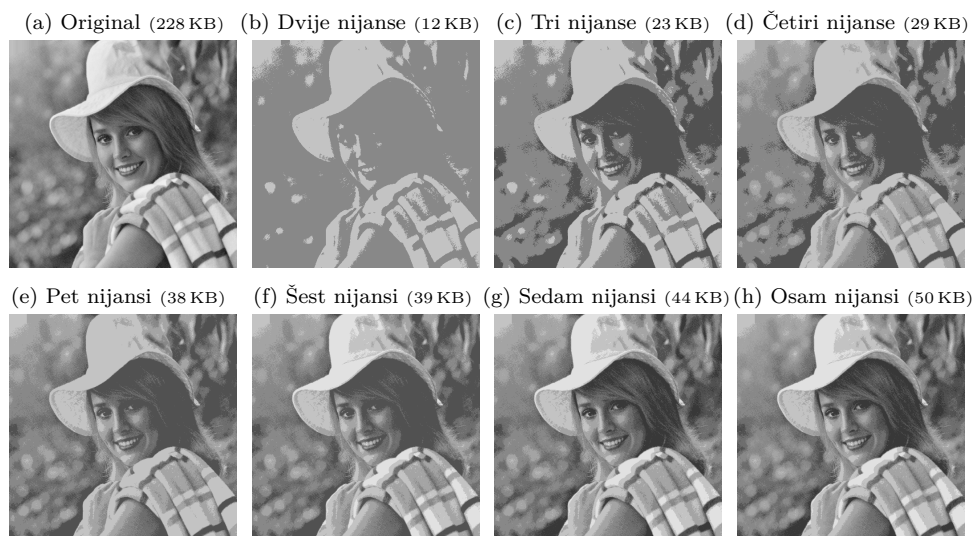 (a) Original (228 KB) (b) Dvije nijanse (12 KB) (c) Tri nijanse (23 KB) (d) Četiri nijanse (29 KB)
(e) Pet nijansi (38 KB) (f) Šest nijansi (39 KB) (g) Sedam nijansi (44 KB) (h) Osam nijansi (50 KB)